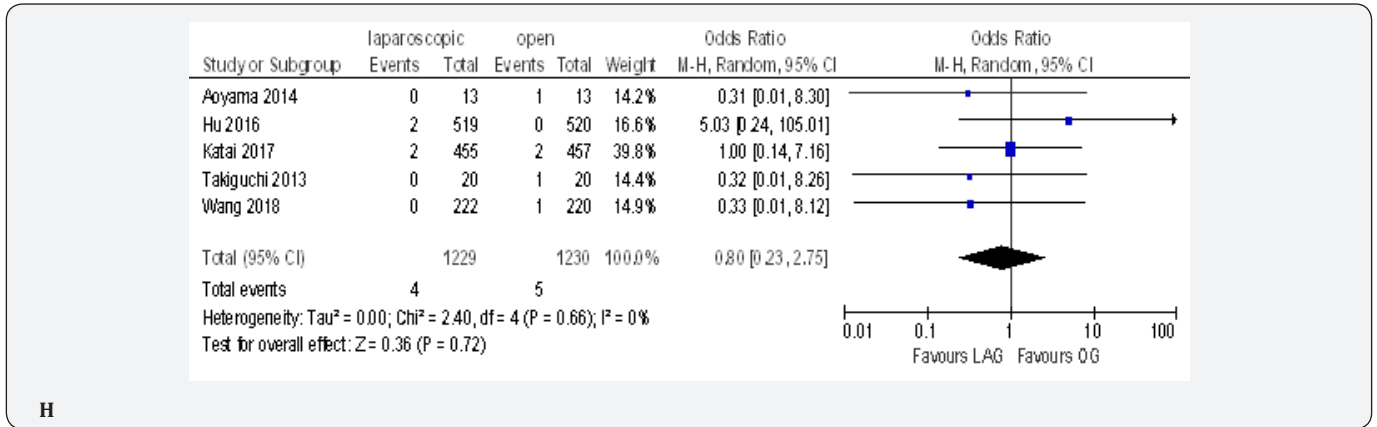 laparoscopic open Odds Ratio Odds Ratio
Study or Subgroup Events Total Events Total Weight M-H, Random, 95% CI M-H, Random, 95% CI
Aoyama 2014 0 13 1 13 14.2% 0.31 [0.01, 8.30]
Hu 2016 2 519 0 520 16.6% 5.03 [0.24, 105.01]
Katai 2017 2 455 2 457 39.8% 1.00 [0.14, 7.16]
Takiguchi 2013 0 20 1 20 14.4% 0.32 [0.01, 8.26]
Wang 2018 0 222 1 220 14.9% 0.33 [0.01, 8.12]
Total (95% CI) 1229 1230 100.0% 0.80 [0.23, 2.75]
Total events 4 5
Heterogeneity: Tau² = 0.00; Chi² = 2.40, df = 4 (P = 0.66); I² = 0%
Test for overall effect: Z = 0.36 (P = 0.72)
0.01 0.1 1 10 100
Favours LAG Favours OG
H